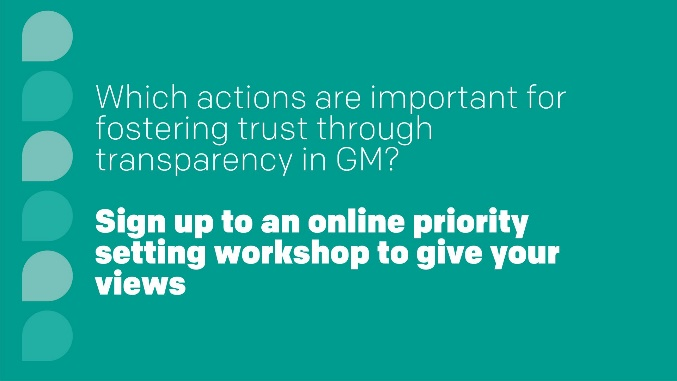 Which actions are important for
fostering trust through
transparency in GM?
Sign up to an online priority
setting workshop to give your
views